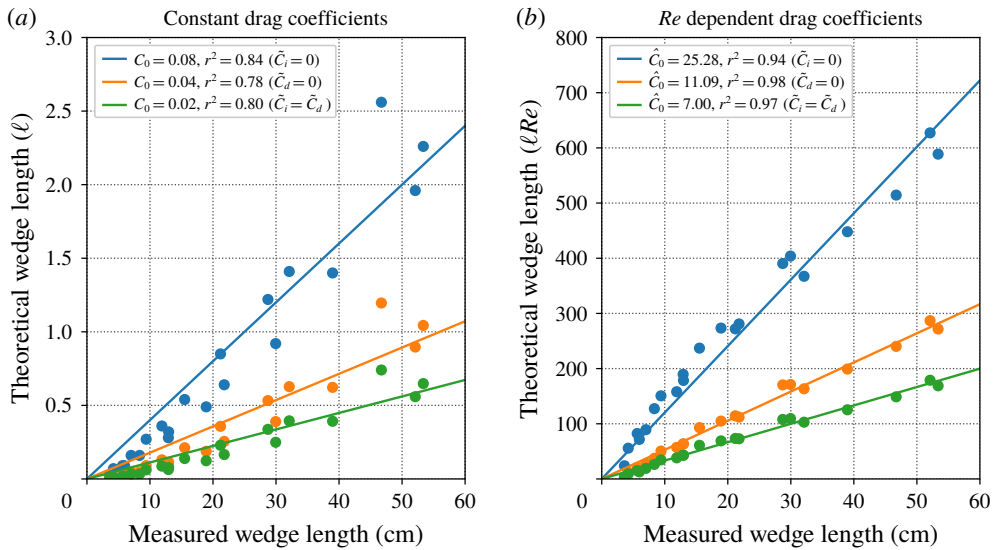 (a) Constant drag coefficients
3.0
2.5
2.0
1.5
1.0
0.5
0 10 20 30 40 50 60
Theoretical wedge length (ℓ)
Measured wedge length (cm)
C₀ = 0.08, r² = 0.84 (C̃ᵢ = 0)
C₀ = 0.04, r² = 0.78 (C̃_d = 0)
C₀ = 0.02, r² = 0.80 (C̃ᵢ = C̃_d )
(b) Re dependent drag coefficients
800
700
600
500
400
300
200
100
0 10 20 30 40 50 60
Theoretical wedge length (ℓRe)
Measured wedge length (cm)
Ĉ₀ = 25.28, r² = 0.94 (C̃ᵢ = 0)
Ĉ₀ = 11.09, r² = 0.98 (C̃_d = 0)
Ĉ₀ = 7.00, r² = 0.97 (C̃ᵢ = C̃_d )